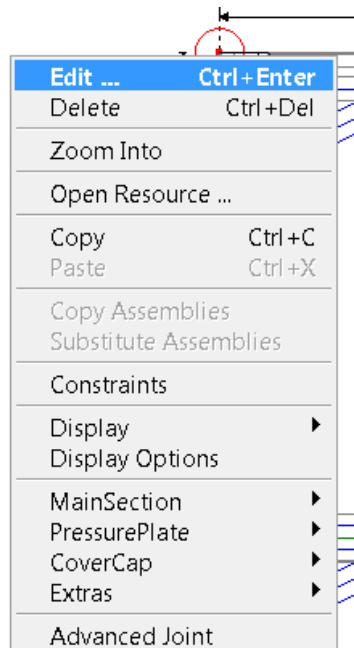 Edit ... Ctrl+Enter
Delete Ctrl+Del
Zoom Into
Open Resource ...
Copy Ctrl+C
Paste Ctrl+X
Copy Assemblies
Substitute Assemblies
Constraints
Display
Display Options
MainSection
PressurePlate
CoverCap
Extras
Advanced Joint